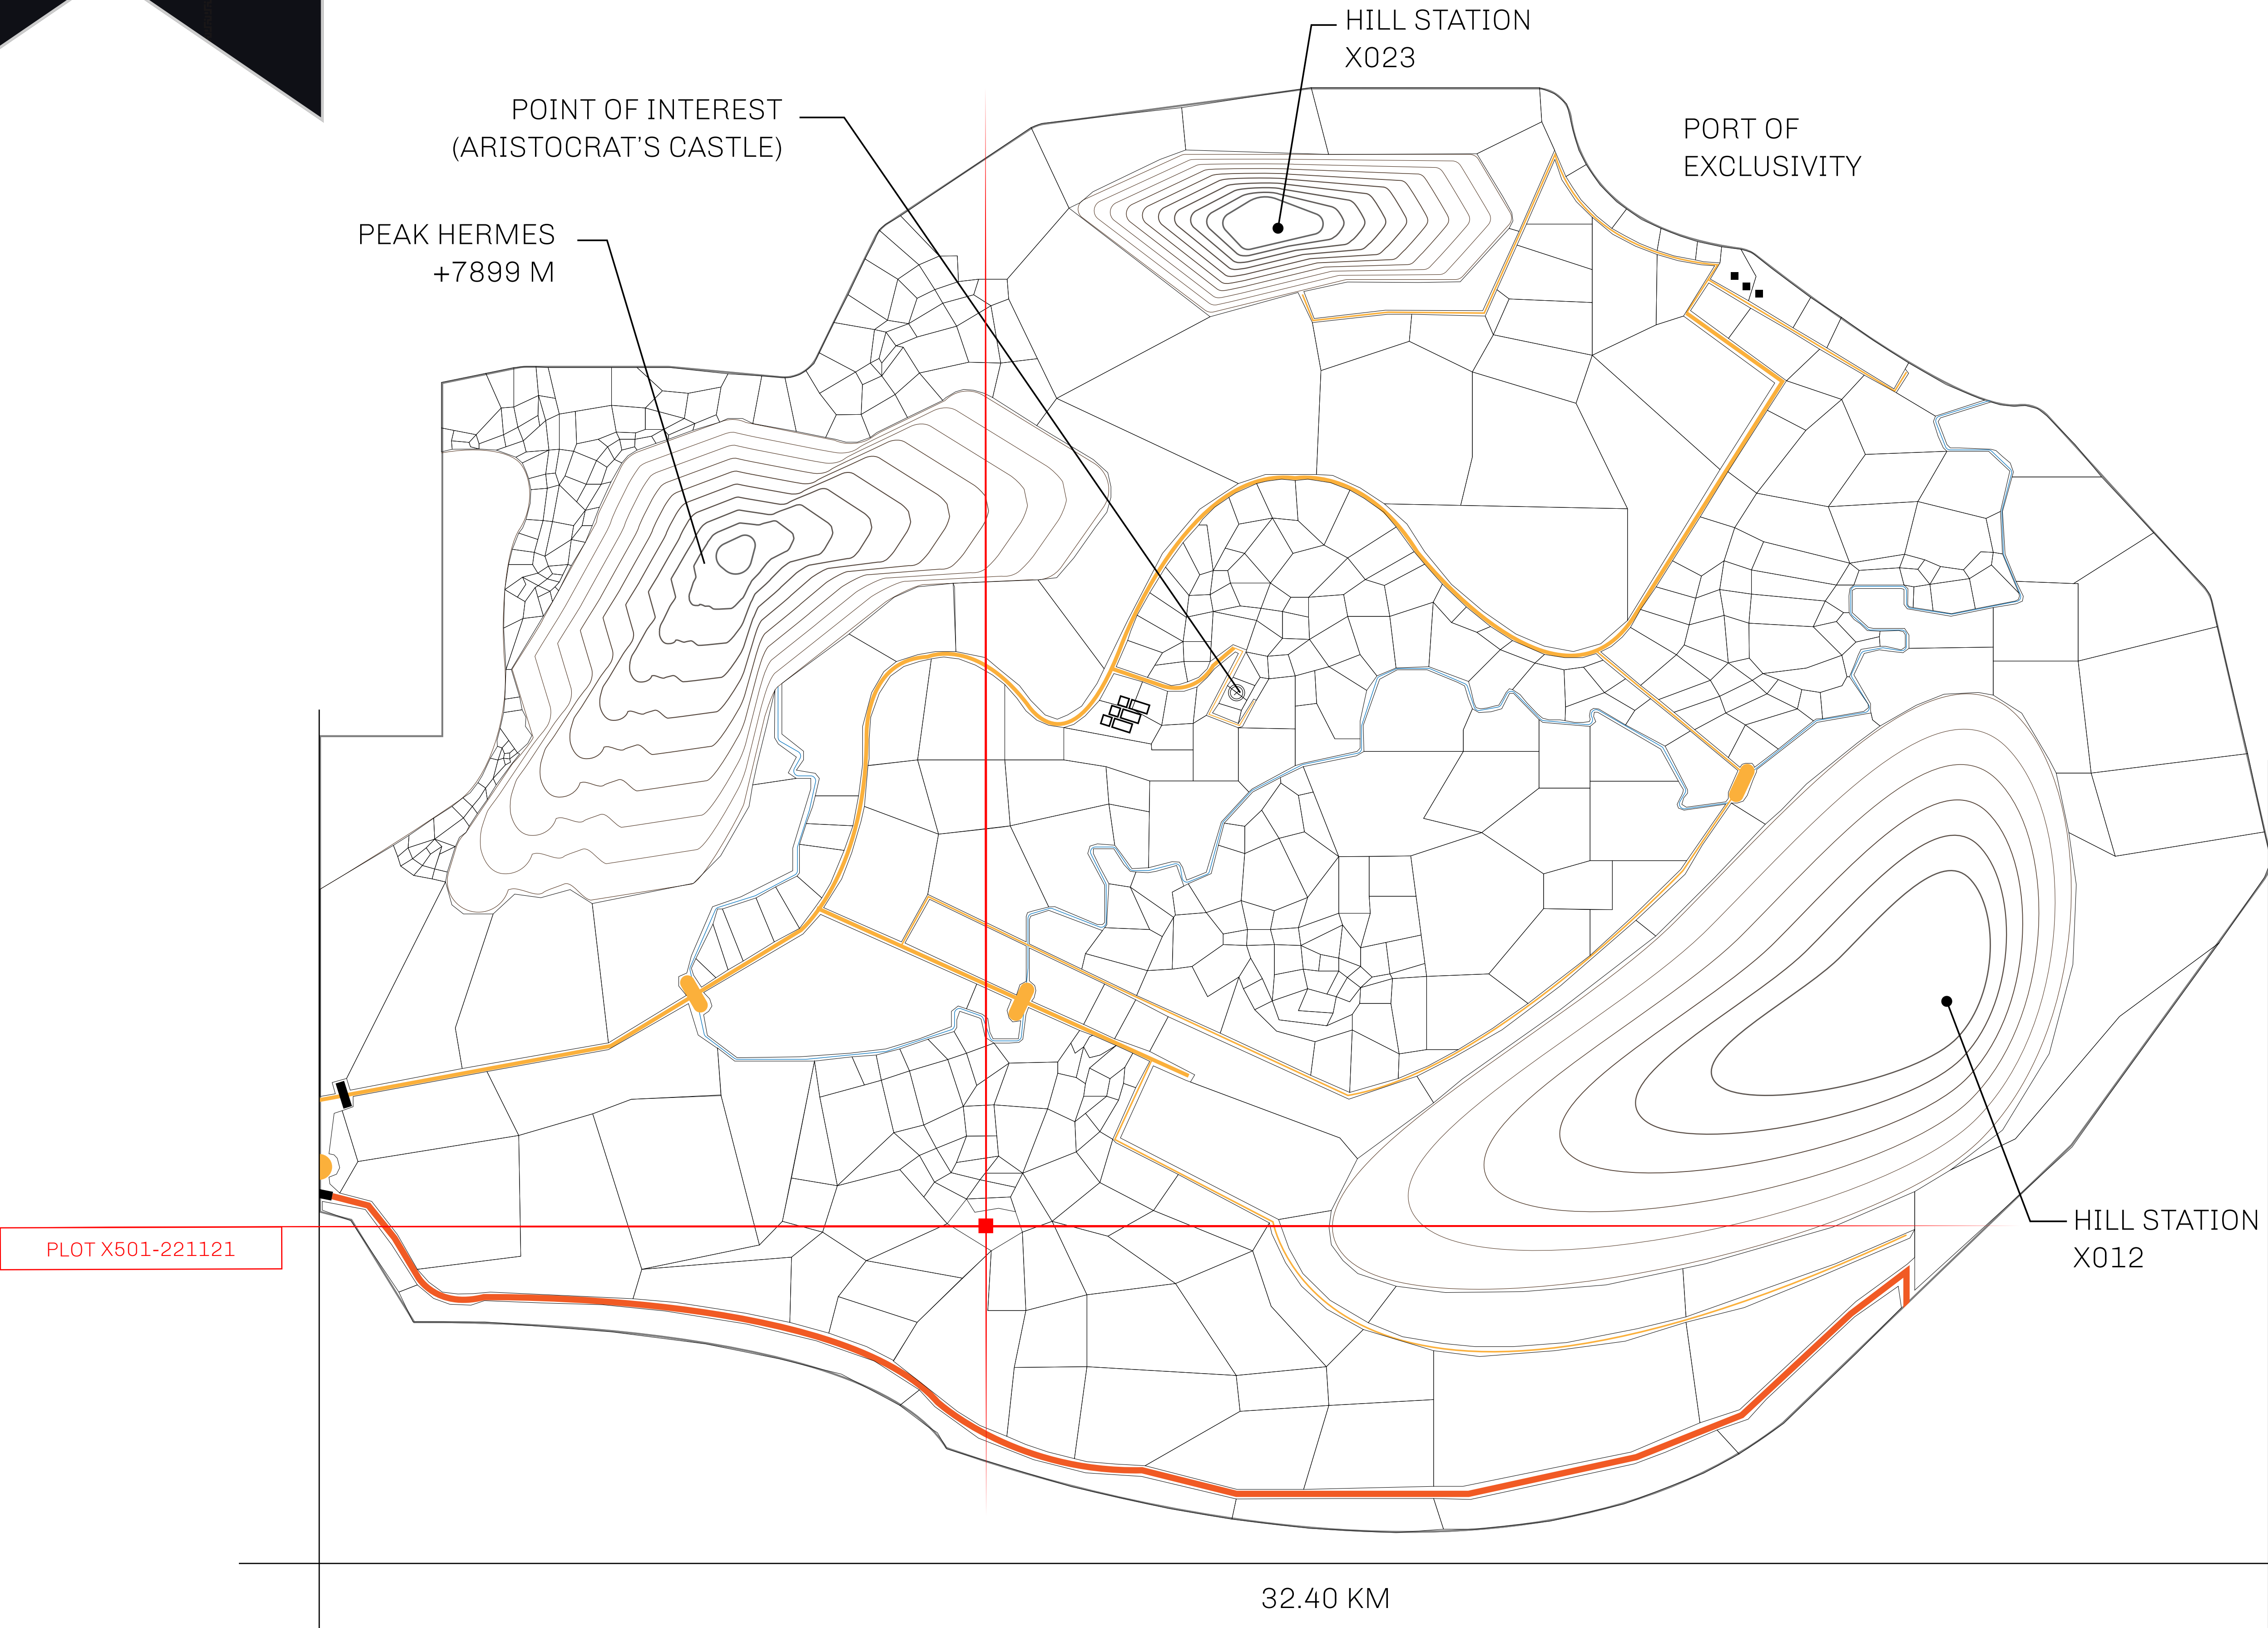 HILL STATION
X023
POINT OF INTEREST
(ARISTOCRAT'S CASTLE)
PORT OF
EXCLUSIVITY
PEAK HERMES
+7899 M
HILL STATION
X012
PLOT X501-221121
32.40 KM